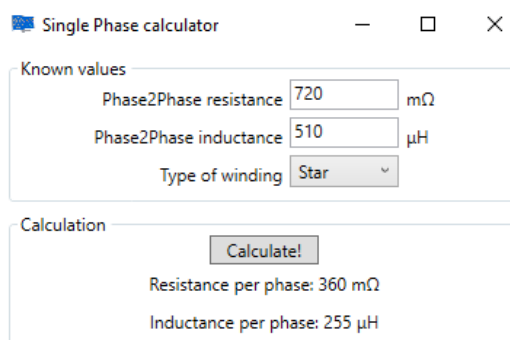 Single Phase calculator
Known values
Phase2Phase resistance 720 mΩ
Phase2Phase inductance 510 μH
Type of winding Star
Calculation
Calculate!
Resistance per phase: 360 mΩ
Inductance per phase: 255 μH